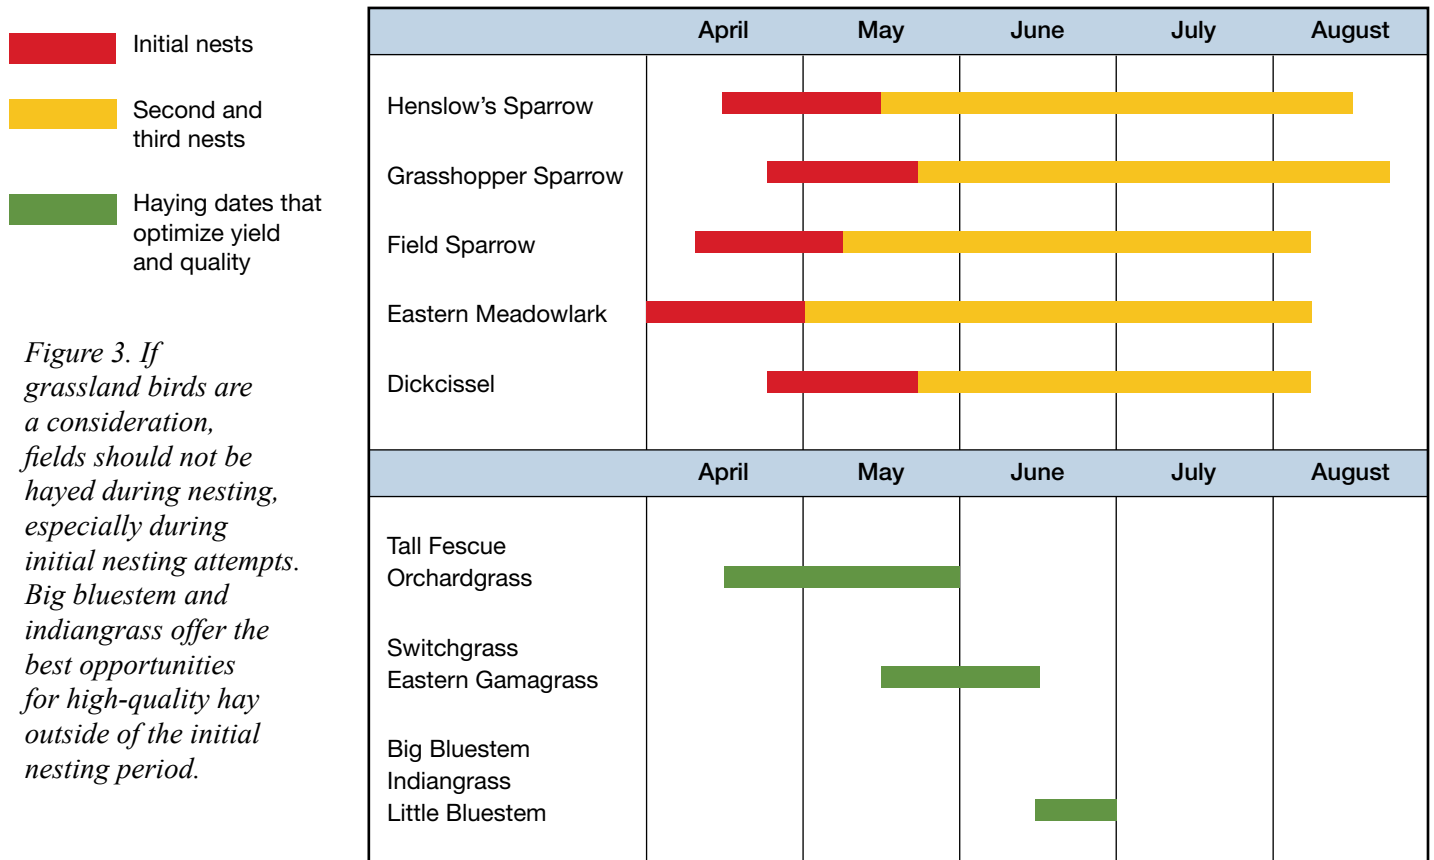 Initial nests
Second and
third nests
Haying dates that
optimize yield
and quality
Figure 3. If
grassland birds are
a consideration,
fields should not be
hayed during nesting,
especially during
initial nesting attempts.
Big bluestem and
indiangrass offer the
best opportunities
for high-quality hay
outside of the initial
nesting period.
April May June July August
Henslow's Sparrow
Grasshopper Sparrow
Field Sparrow
Eastern Meadowlark
Dickcissel
April May June July August
Tall Fescue
Orchardgrass
Switchgrass
Eastern Gamagrass
Big Bluestem
Indiangrass
Little Bluestem